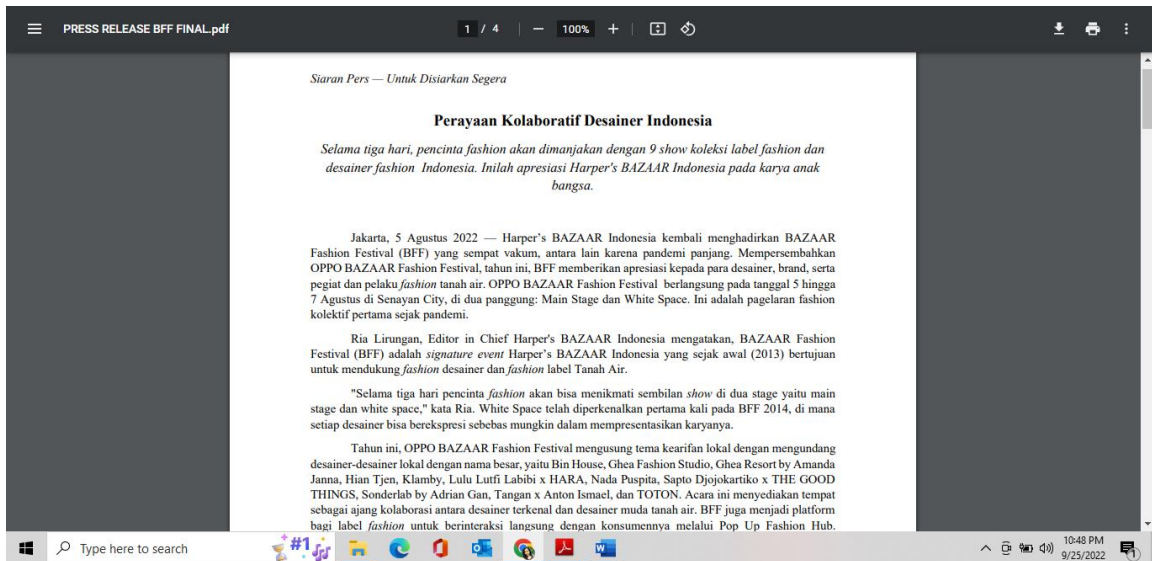 PRESS RELEASE BFF FINAL.pdf
1 / 4
100%
Siaran Pers — Untuk Disiarkan Segera
Perayaan Kolaboratif Desainer Indonesia
Selama tiga hari, pencinta fashion akan dimanjakan dengan 9 show koleksi label fashion dan
desainer fashion Indonesia. Inilah apresiasi Harper's BAZAAR Indonesia pada karya anak
bangsa.
Jakarta, 5 Agustus 2022 — Harper's BAZAAR Indonesia kembali menghadirkan BAZAAR
Fashion Festival (BFF) yang sempat vakum, antara lain karena pandemi panjang. Mempersembahkan
OPPO BAZAAR Fashion Festival, tahun ini, BFF memberikan apresiasi kepada para desainer, brand, serta
pegiat dan pelaku fashion tanah air. OPPO BAZAAR Fashion Festival berlangsung pada tanggal 5 hingga
7 Agustus di Senayan City, di dua panggung: Main Stage dan White Space. Ini adalah pagelaran fashion
kolektif pertama sejak pandemi.
Ria Lirungan, Editor in Chief Harper's BAZAAR Indonesia mengatakan, BAZAAR Fashion
Festival (BFF) adalah signature event Harper's BAZAAR Indonesia yang sejak awal (2013) bertujuan
untuk mendukung fashion desainer dan fashion label Tanah Air.
"Selama tiga hari pencinta fashion akan bisa menikmati sembilan show di dua stage yaitu main
stage dan white space," kata Ria. White Space telah diperkenalkan pertama kali pada BFF 2014, di mana
setiap desainer bisa berekspresi sebebas mungkin dalam mempresentasikan karyanya.
Tahun ini, OPPO BAZAAR Fashion Festival mengusung tema kearifan lokal dengan mengundang
desainer-desainer lokal dengan nama besar, yaitu Bin House, Ghea Fashion Studio, Ghea Resort by Amanda
Janna, Hian Tjen, Klamby, Lulu Lutfi Labibi x HARA, Nada Puspita, Sapto Djojokartiko x THE GOOD
THINGS, Sonderlab by Adrian Gan, Tangan x Anton Ismael, dan TOTON. Acara ini menyediakan tempat
sebagai ajang kolaborasi antara desainer terkenal dan desainer muda tanah air. BFF juga menjadi platform
bagi label fashion untuk berinteraksi langsung dengan konsumennya melalui Pop Up Fashion Hub.
Type here to search
#1
10:48 PM
9/25/2022
1